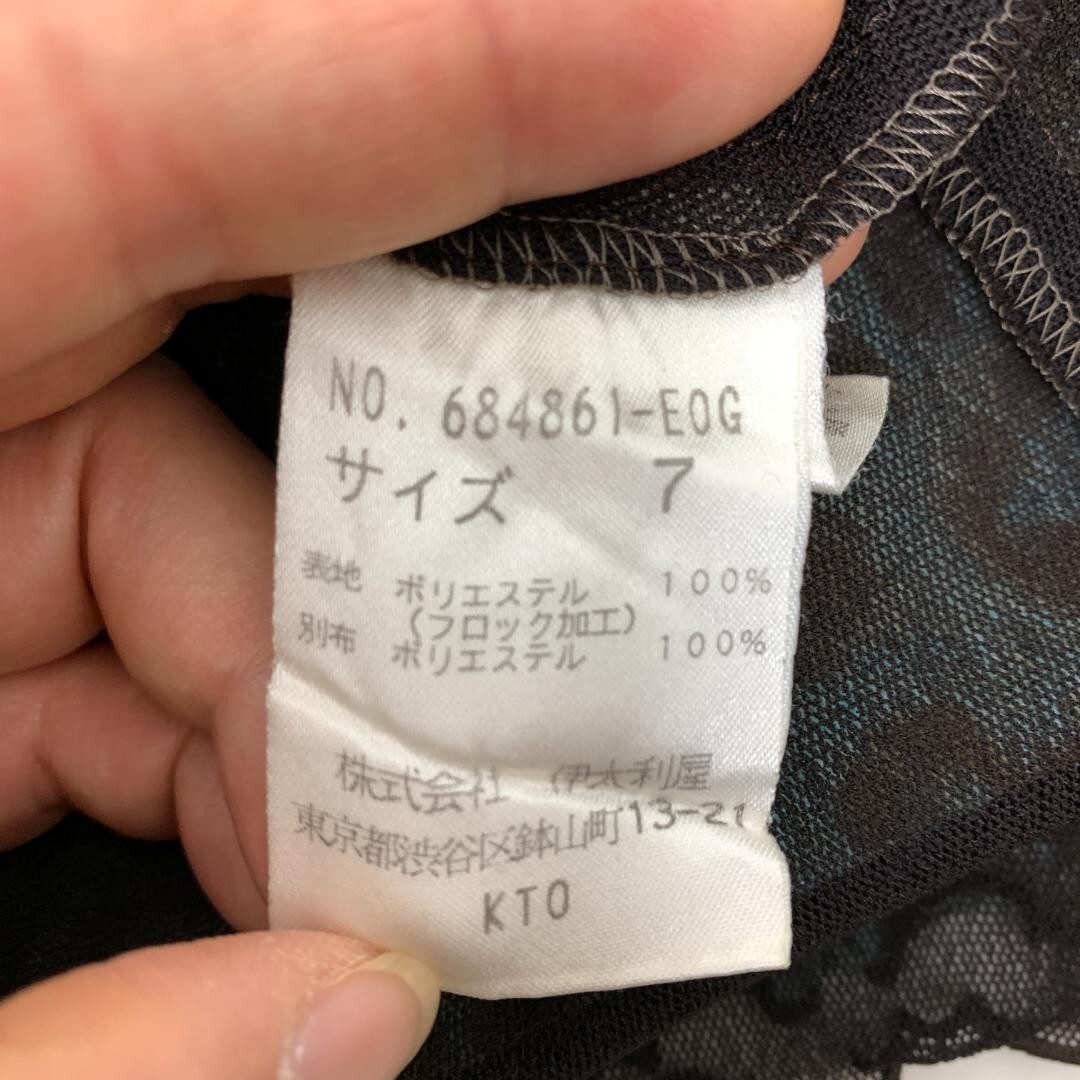 NO. 684861-EOG
サイズ 7
表地 ポリエステル 100%
(フロック加工)
別布 ポリエステル 100%
株式会社 伊太利屋
東京都渋谷区鉢山町13-21
KTO